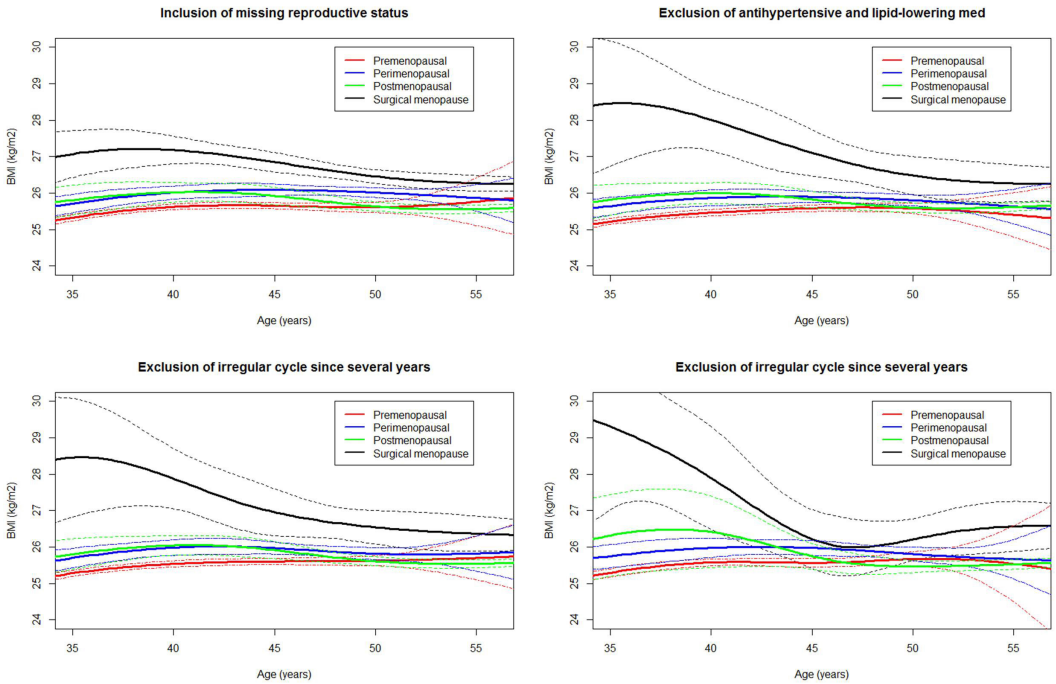 Inclusion of missing reproductive status
BMI (kg/m2)
30
29
28
27
26
25
24
Premenopausal
Perimenopausal
Postmenopausal
Surgical menopause
35 40 45 50 55
Age (years)
Exclusion of antihypertensive and lipid-lowering med
BMI (kg/m2)
30
29
28
27
26
25
24
Premenopausal
Perimenopausal
Postmenopausal
Surgical menopause
35 40 45 50 55
Age (years)
Exclusion of irregular cycle since several years
BMI (kg/m2)
30
29
28
27
26
25
24
Premenopausal
Perimenopausal
Postmenopausal
Surgical menopause
35 40 45 50 55
Age (years)
Exclusion of irregular cycle since several years
BMI (kg/m2)
30
29
28
27
26
25
24
Premenopausal
Perimenopausal
Postmenopausal
Surgical menopause
35 40 45 50 55
Age (years)